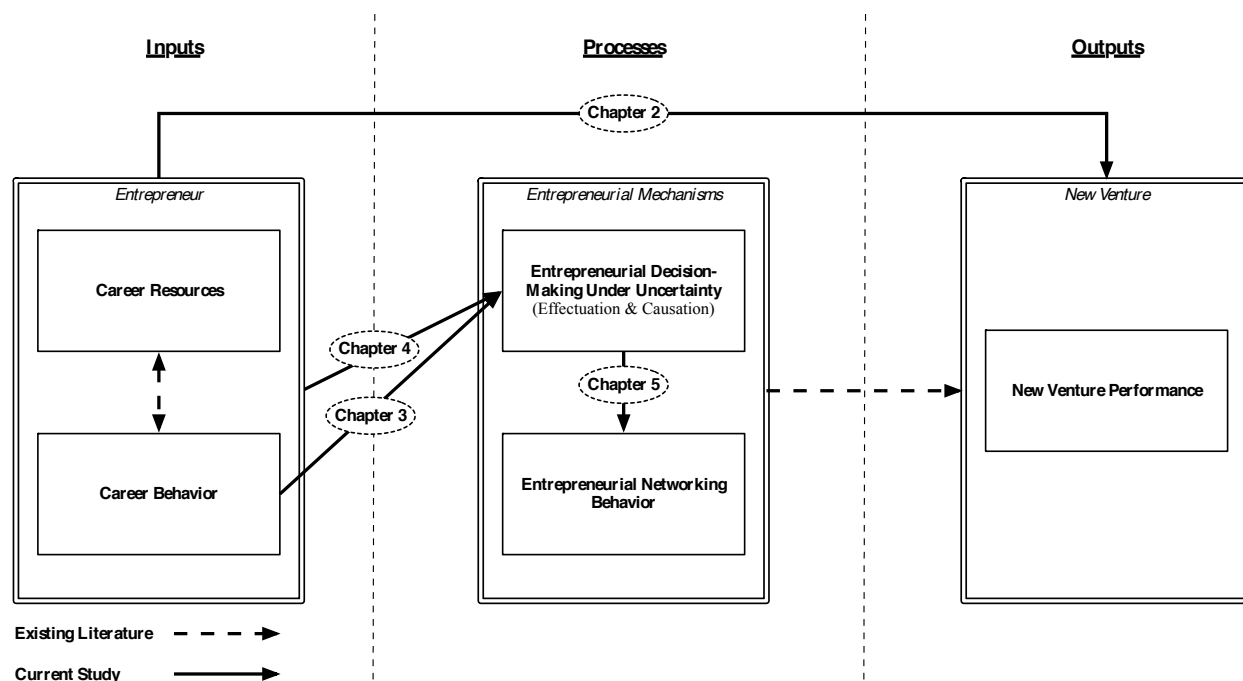 Inputs
Processes
Outputs
Chapter 2
Entrepreneur
Entrepreneurial Mechanisms
New Venture
Career Resources
Entrepreneurial Decision-
Making Under Uncertainty
(Effectuation & Causation)
Chapter 4
Chapter 5
Chapter 3
New Venture Performance
Career Behavior
Entrepreneurial Networking
Behavior
Existing Literature
Current Study